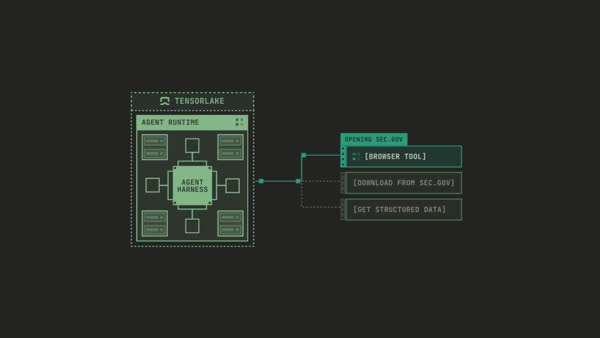 TENSORLAKE
AGENT RUNTIME
AGENT
HARNESS
OPENING SEC.GOV
[BROWSER TOOL]
[DOWNLOAD FROM SEC.GOV]
[GET STRUCTURED DATA]